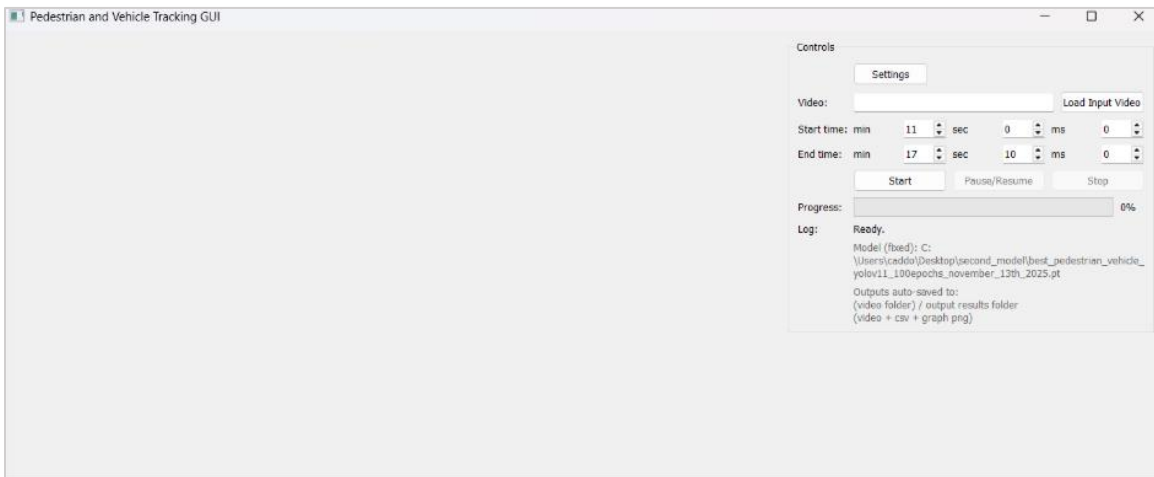 Pedestrian and Vehicle Tracking GUI
Controls
Settings
Video: Load Input Video
Start time: min 11 sec 0 ms 0
End time: min 17 sec 10 ms 0
Start Pause/Resume Stop
Progress: 0%
Log: Ready.
Model (fixed): C:
\Users\caddo\Desktop\second_model\best_pedestrian_vehicle_
yolov11_100epochs_november_13th_2025.pt
Outputs auto-saved to:
(video folder) / output results folder
(video + csv + graph png)